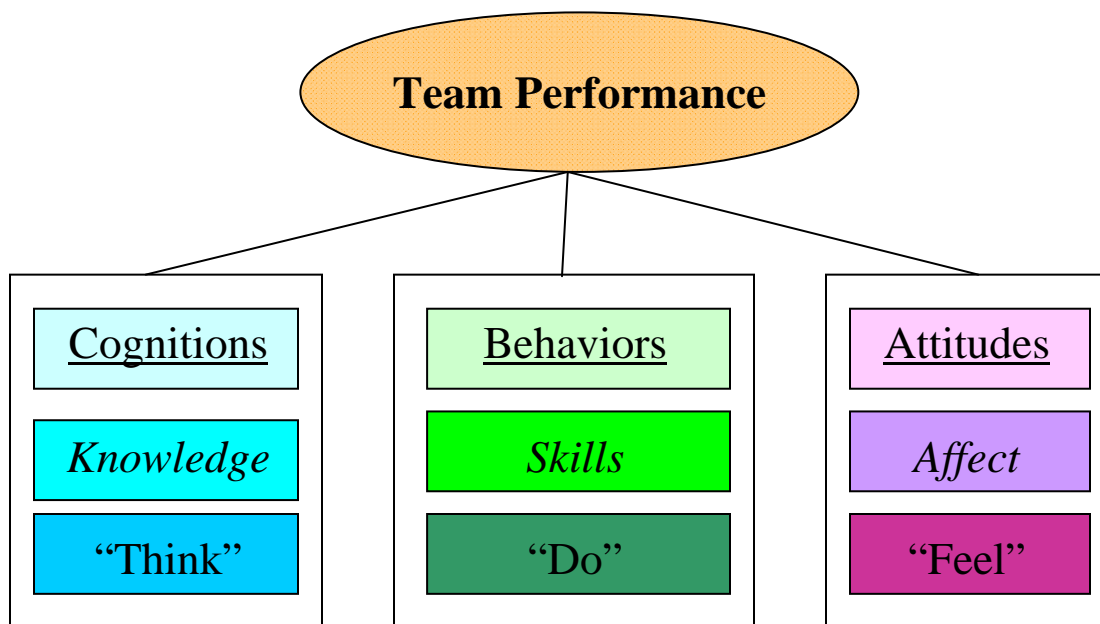 Team Performance
Cognitions
Knowledge
“Think”
Behaviors
Skills
“Do”
Attitudes
Affect
“Feel”